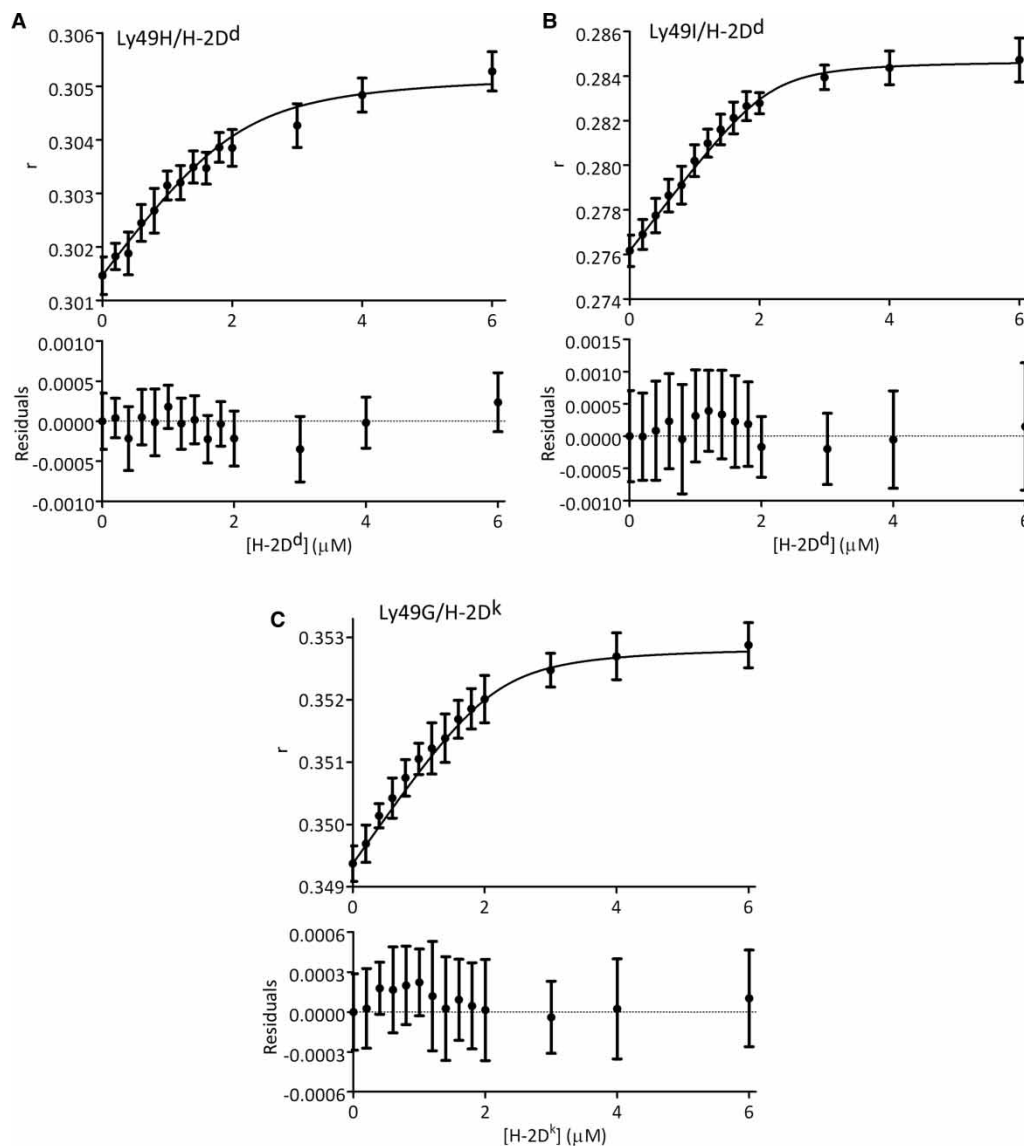 A
Ly49H/H-2Dd
0.306
0.305
0.304
0.303
0.302
0.301
r
0 2 4 6
0.0010
0.0005
0.0000
-0.0005
-0.0010
Residuals
0 2 4 6
[H-2Dd] (μM)
B
Ly49I/H-2Dd
0.286
0.284
0.282
0.280
0.278
0.276
0.274
r
0 2 4 6
0.0015
0.0010
0.0005
0.0000
-0.0005
-0.0010
Residuals
0 2 4 6
[H-2Dd] (μM)
C
Ly49G/H-2Dk
0.353
0.352
0.351
0.350
0.349
r
0 2 4 6
0.0006
0.0003
0.0000
-0.0003
-0.0006
Residuals
0 2 4 6
[H-2Dk] (μM)